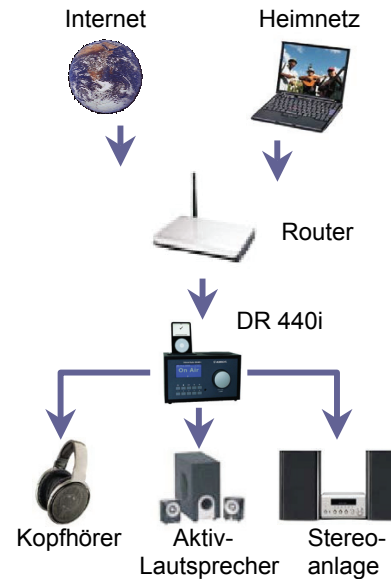 Internet
Heimnetz
Router
DR 440i
On Air
Kopfhörer
Aktiv-
Lautsprecher
Stereo-
anlage